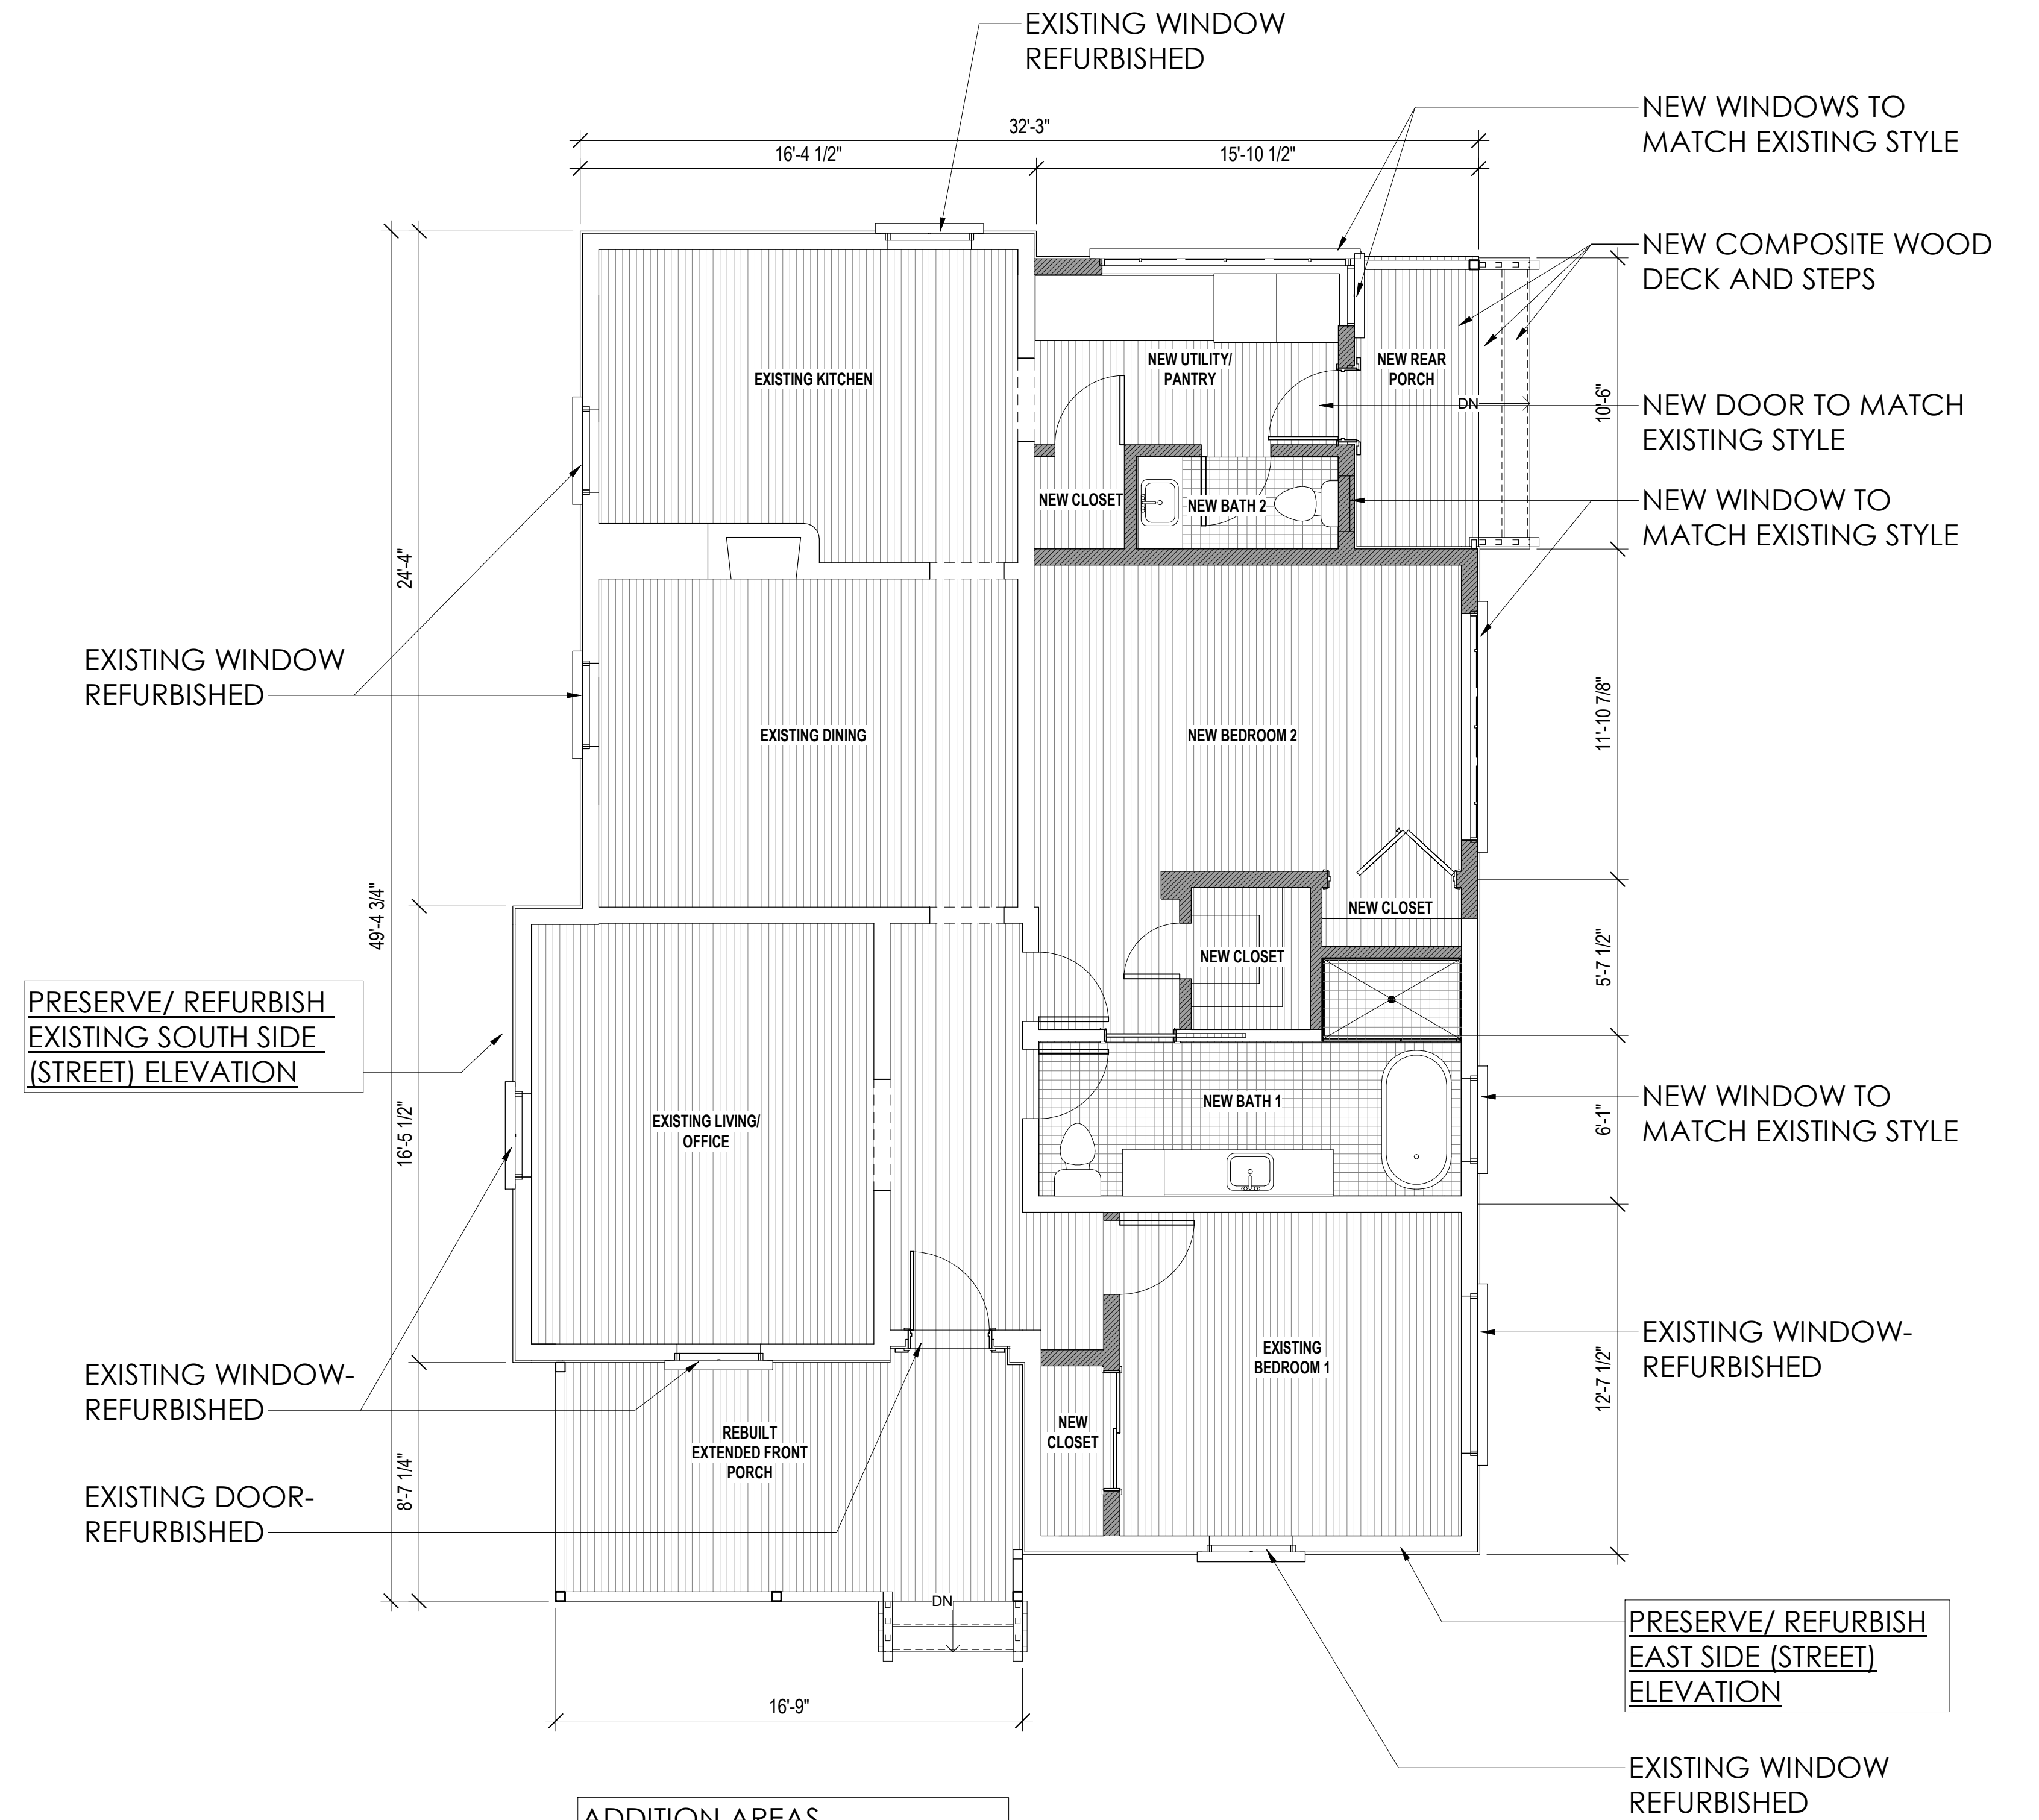 EXISTING WINDOW
REFURBISHED
NEW WINDOWS TO
MATCH EXISTING STYLE
32'-3"
16'-4 1/2"
15'-10 1/2"
NEW COMPOSITE WOOD
DECK AND STEPS
EXISTING KITCHEN
NEW UTILITY/
PANTRY
NEW REAR
PORCH
DN
10'-6"
NEW DOOR TO MATCH
EXISTING STYLE
NEW CLOSET
NEW BATH 2
NEW WINDOW TO
MATCH EXISTING STYLE
24'-4"
EXISTING WINDOW
REFURBISHED
EXISTING DINING
NEW BEDROOM 2
11'-10 7/8"
49'-4 3/4"
NEW CLOSET
NEW CLOSET
5'-7 1/2"
PRESERVE/ REFURBISH
EXISTING SOUTH SIDE
(STREET) ELEVATION
16'-5 1/2"
EXISTING LIVING/
OFFICE
NEW BATH 1
6'-1"
NEW WINDOW TO
MATCH EXISTING STYLE
EXISTING WINDOW-
REFURBISHED
EXISTING
BEDROOM 1
12'-7 1/2"
EXISTING WINDOW-
REFURBISHED
REBUILT
EXTENDED FRONT
PORCH
NEW
CLOSET
8'-7 1/4"
EXISTING DOOR-
REFURBISHED
DN
PRESERVE/ REFURBISH
EAST SIDE (STREET)
ELEVATION
16'-9"
EXISTING WINDOW
REFURBISHED
ADDITION AREAS